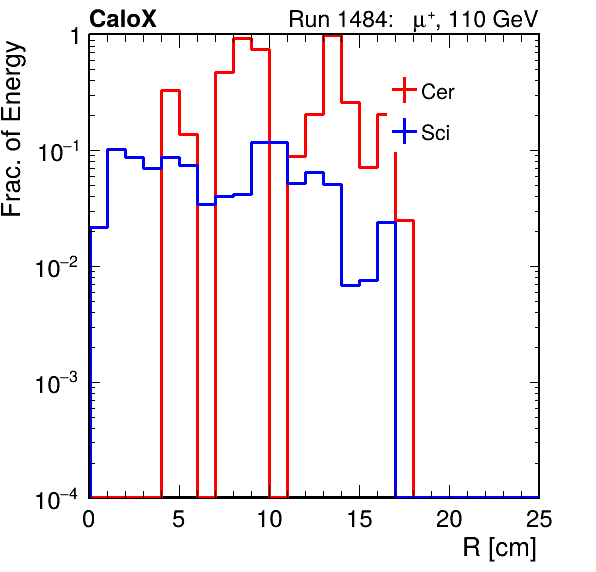 CaloX Run 1484: μ⁺, 110 GeV
Frac. of Energy
1
10⁻¹
10⁻²
10⁻³
10⁻⁴
Cer
Sci
0 5 10 15 20 25
R [cm]